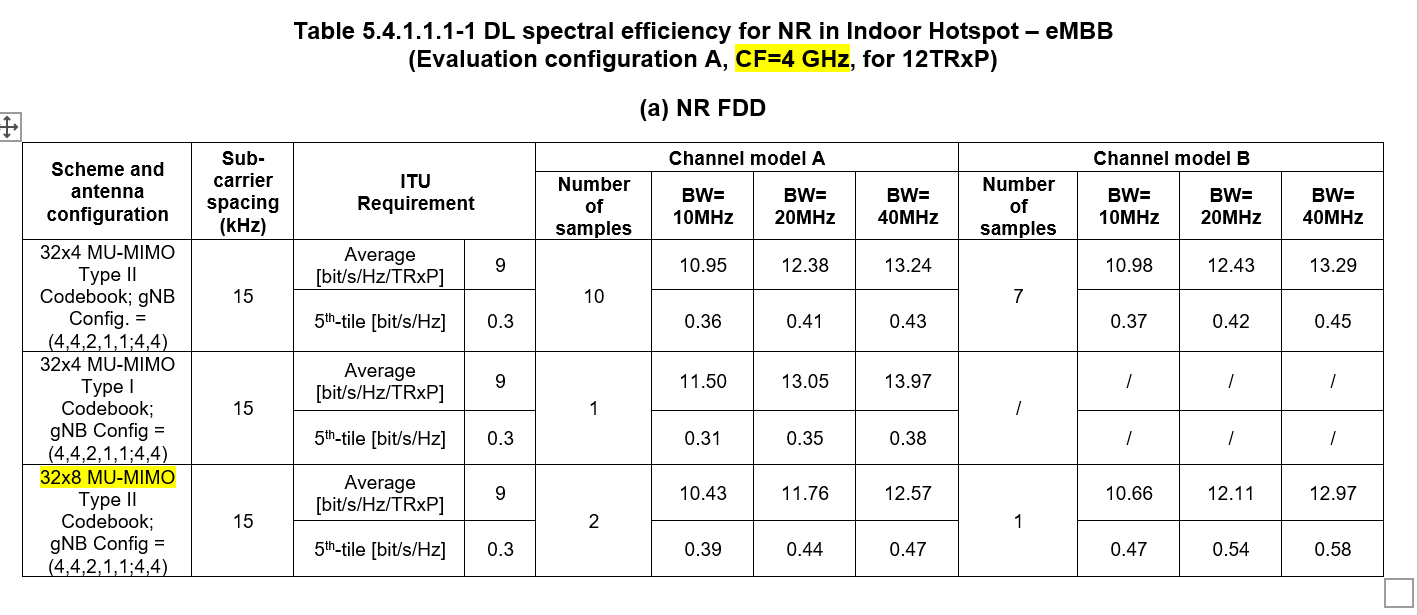 Table 5.4.1.1.1-1 DL spectral efficiency for NR in Indoor Hotspot – eMBB
(Evaluation configuration A, CF=4 GHz, for 12TRxP)
(a) NR FDD
Scheme and
antenna
configuration
Sub-
carrier
spacing
(kHz)
ITU
Requirement
Channel model A
Channel model B
Number
of
samples
BW=
10MHz
BW=
20MHz
BW=
40MHz
Number
of
samples
BW=
10MHz
BW=
20MHz
BW=
40MHz
32x4 MU-MIMO
Type II
Codebook; gNB
Config. =
(4,4,2,1,1;4,4)
15
Average
[bit/s/Hz/TRxP]
9
10
10.95
12.38
13.24
7
10.98
12.43
13.29
5th-tile [bit/s/Hz]
0.3
0.36
0.41
0.43
0.37
0.42
0.45
32x4 MU-MIMO
Type I
Codebook;
gNB Config =
(4,4,2,1,1;4,4)
15
Average
[bit/s/Hz/TRxP]
9
1
11.50
13.05
13.97
/
/
/
/
5th-tile [bit/s/Hz]
0.3
0.31
0.35
0.38
/
/
/
32x8 MU-MIMO
Type II
Codebook;
gNB Config =
(4,4,2,1,1;4,4)
15
Average
[bit/s/Hz/TRxP]
9
2
10.43
11.76
12.57
1
10.66
12.11
12.97
5th-tile [bit/s/Hz]
0.3
0.39
0.44
0.47
0.47
0.54
0.58